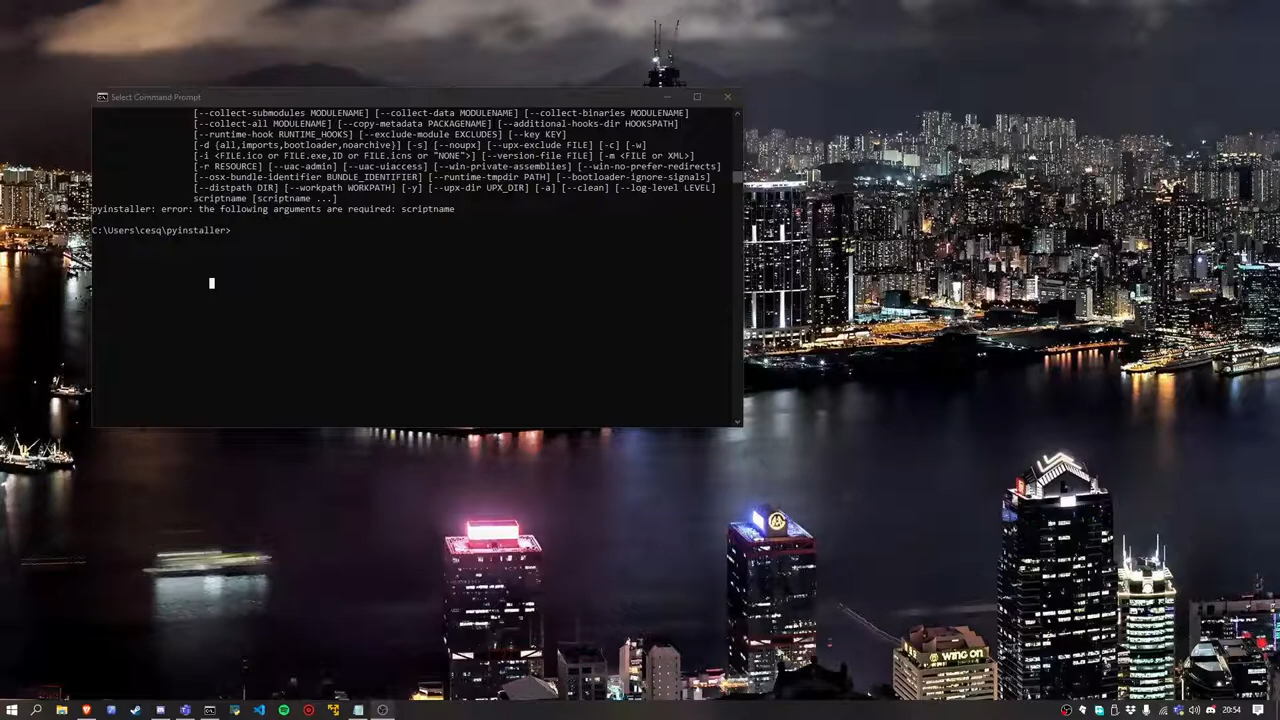 Select Command Prompt
[--collect-submodules MODULENAME] [--collect-data MODULENAME] [--collect-binaries MODULENAME]
[--collect-all MODULENAME] [--copy-metadata PACKAGENAME] [--additional-hooks-dir HOOKSPATH]
[--runtime-hook RUNTIME_HOOKS] [--exclude-module EXCLUDES] [--key KEY]
[-d {all,imports,bootloader,noarchive}] [-s] [--noupx] [--upx-exclude FILE] [-c] [-w]
[-i <FILE.ico or FILE.exe,ID or FILE.icns or "NONE">] [--version-file FILE] [-m <FILE or XML>]
[-r RESOURCE] [--uac-admin] [--uac-uiaccess] [--win-private-assemblies] [--win-no-prefer-redirects]
[--osx-bundle-identifier BUNDLE_IDENTIFIER] [--runtime-tmpdir PATH] [--bootloader-ignore-signals]
[--distpath DIR] [--workpath WORKPATH] [-y] [--upx-dir UPX_DIR] [-a] [--clean] [--log-level LEVEL]
scriptname [scriptname ...]
pyinstaller: error: the following arguments are required: scriptname
C:\Users\cesq\pyinstaller>
wing on
20:54